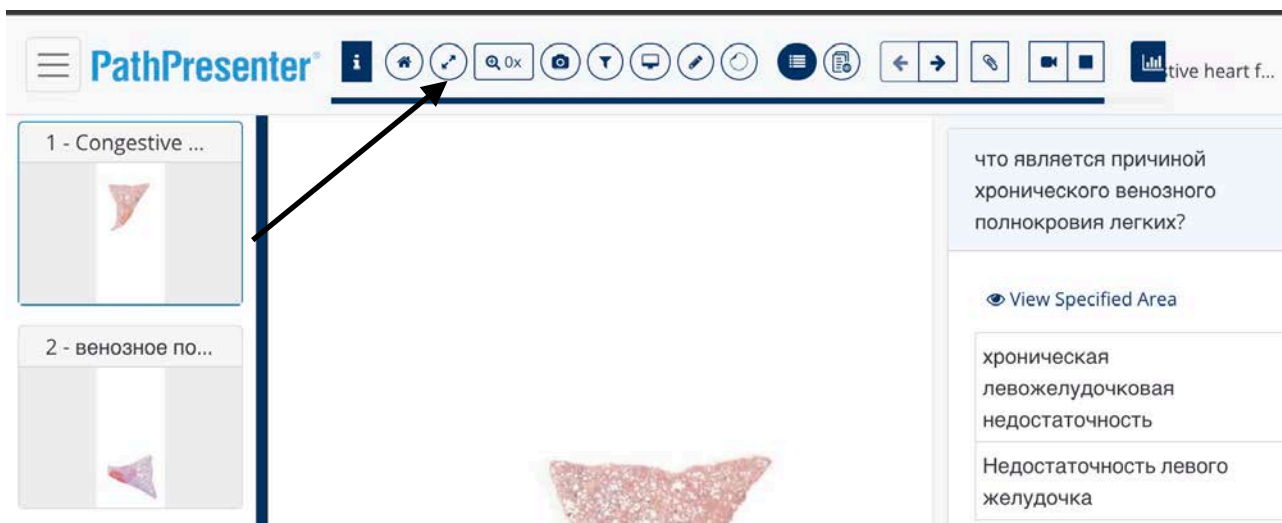 PathPresenter®
0x
tive heart f...
1 - Congestive ...
2 - венозное по...
что является причиной
хронического венозного
полнокровия легких?
View Specified Area
хроническая
левожелудочковая
недостаточность
Недостаточность левого
желудочка